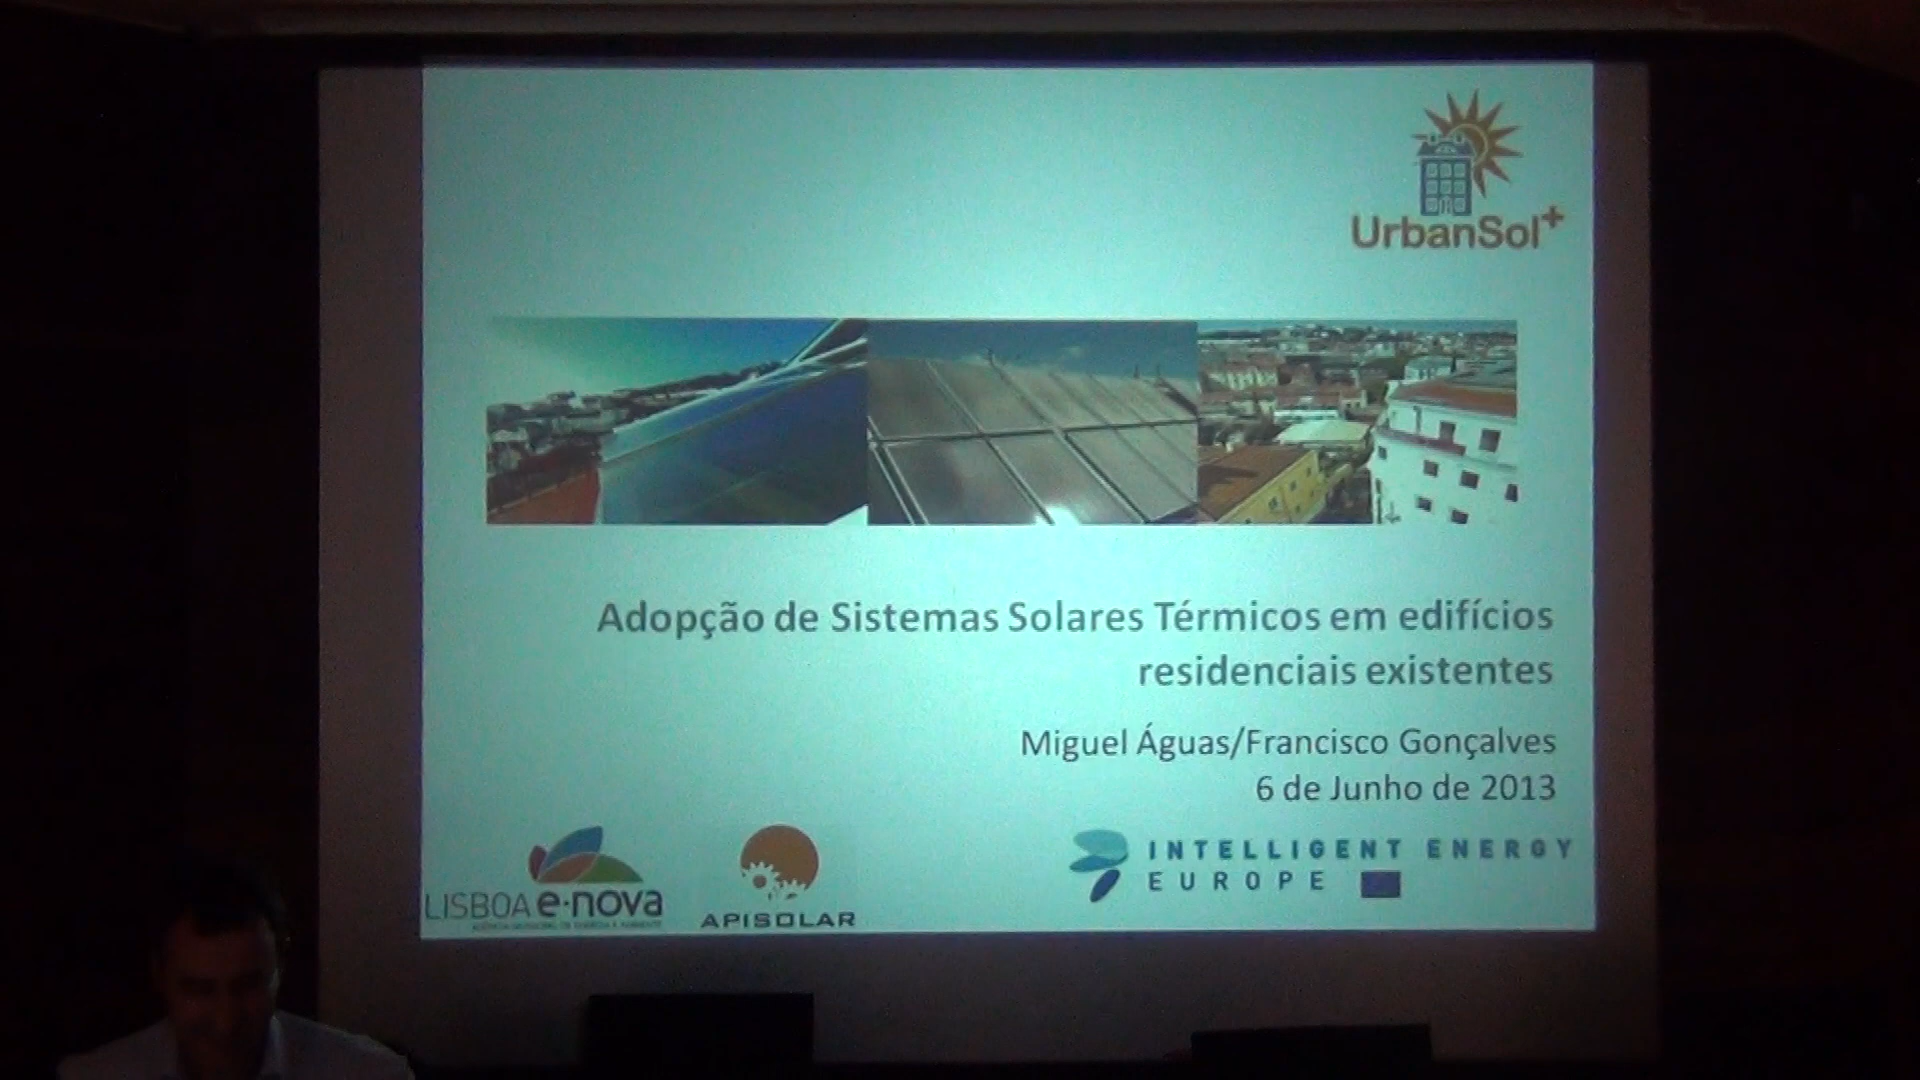 UrbanSol+
Adopção de Sistemas Solares Térmicos em edifícios
residenciais existentes
Miguel Águas/Francisco Gonçalves
6 de Junho de 2013
LISBOA e·nova
APISOLAR
INTELLIGENT ENERGY
EUROPE